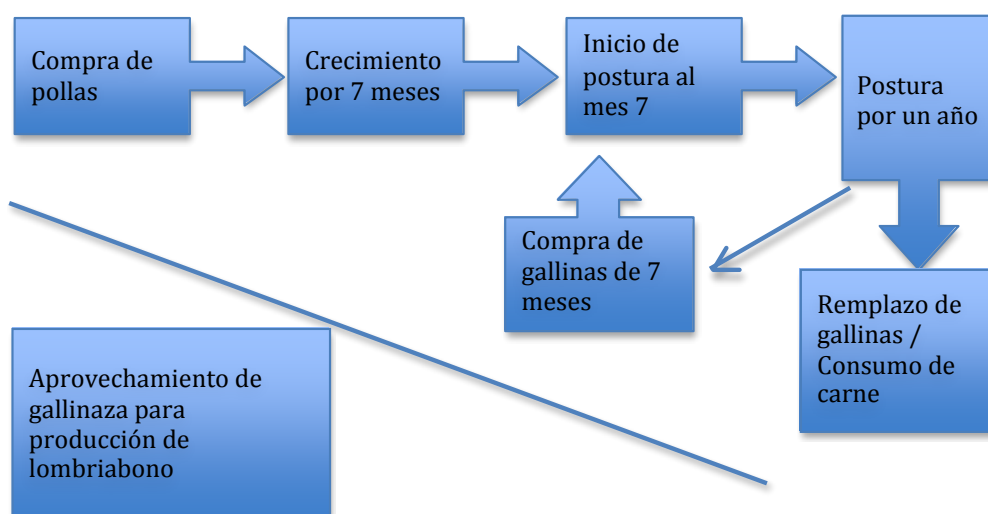 Compra de
pollas
Crecimiento
por 7 meses
Inicio de
postura al
mes 7
Postura
por un año
Compra de
gallinas de 7
meses
Remplazo de
gallinas /
Consumo de
carne
Aprovechamiento de
gallinaza para
producción de
lombriabono